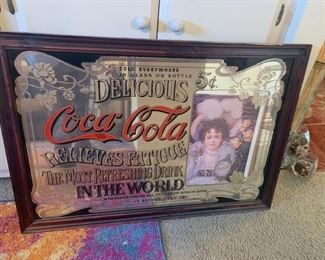 SOLD EVERYWHERE
IN GLASS OR BOTTLE
5¢
DELICIOUS
Coca-Cola
RELIEVES FATIGUE
THE MOST REFRESHING DRINK
IN THE WORLD